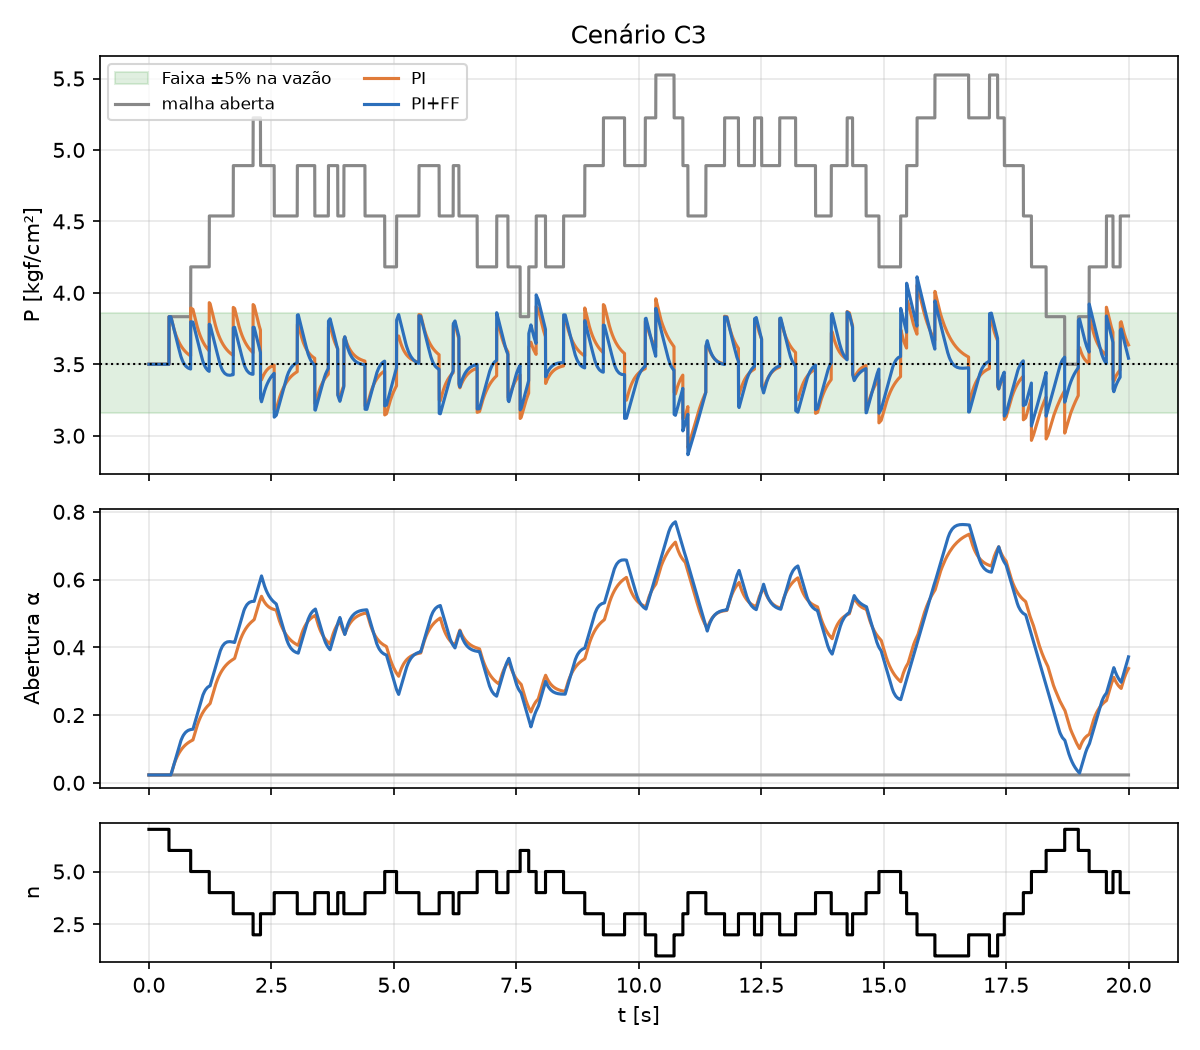 Cenário C3
Faixa ±5% na vazão
malha aberta
PI
PI+FF
P [kgf/cm²]
5.5
5.0
4.5
4.0
3.5
3.0
Abertura α
0.8
0.6
0.4
0.2
0.0
n
5.0
2.5
0.0 2.5 5.0 7.5 10.0 12.5 15.0 17.5 20.0
t [s]